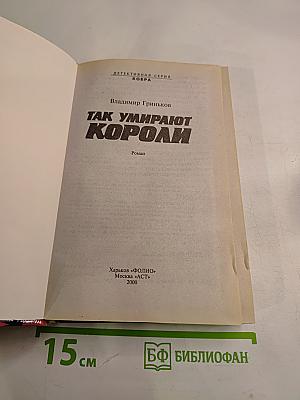 ДЕТЕКТИВНАЯ СЕРИЯ
КОБРА
Владимир Гриньков
ТАК УМИРАЮТ
КОРОЛИ
Роман
Харьков «ФОЛИО»
Москва «АСТ»
2000
15 см
БФ БИБЛИОФАН